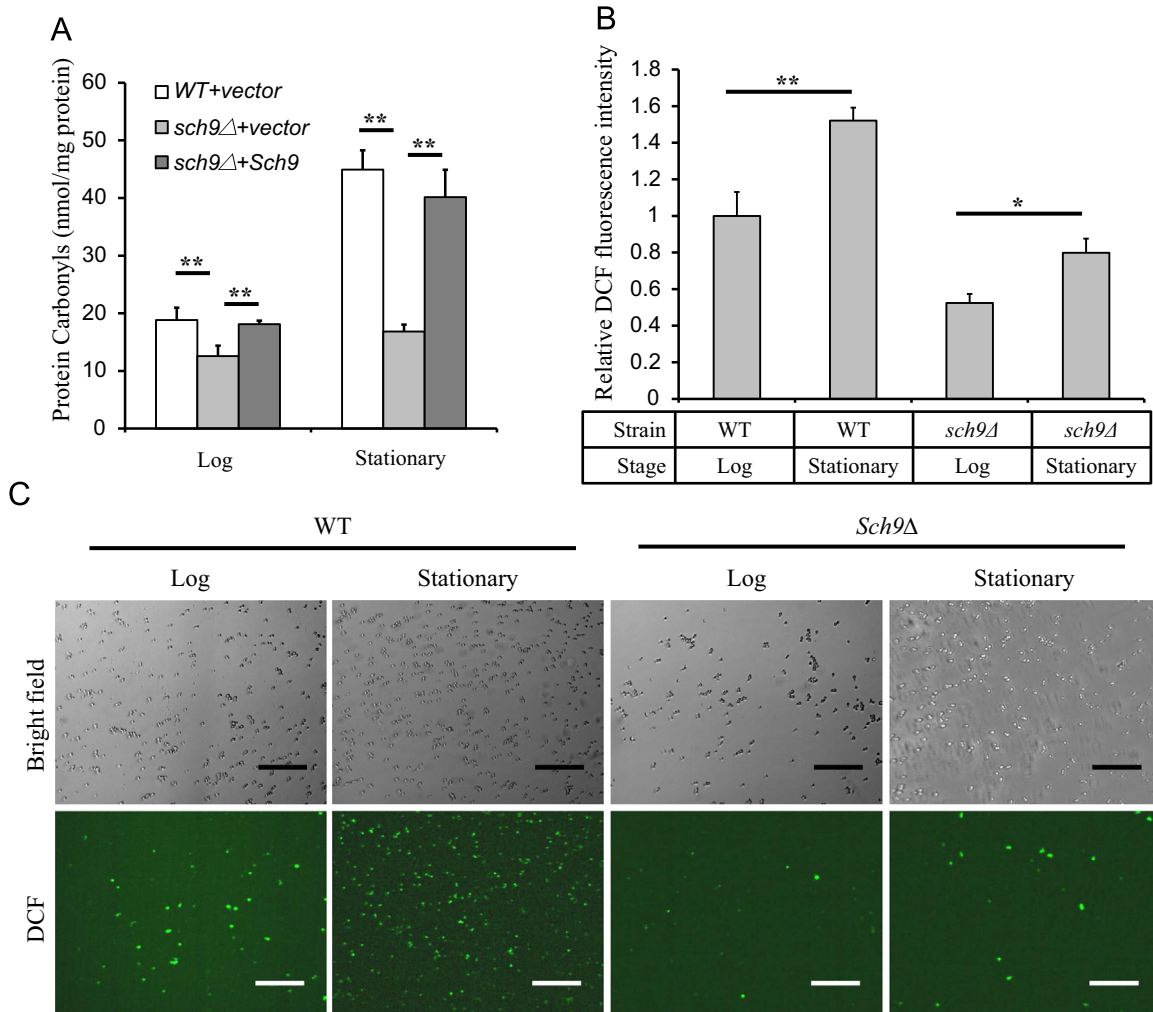 A
Protein Carbonyls (nmol/mg protein)
60
50
40
30
20
10
0
WT+vector
sch9△+vector
sch9△+Sch9
**
**
**
**
Log
Stationary
B
Relative DCF fluorescence intensity
1.8
1.6
1.4
1.2
1
0.8
0.6
0.4
0.2
0
**
*
Strain WT WT sch9Δ sch9Δ
Stage Log Stationary Log Stationary
C
WT Sch9Δ
Log Stationary Log Stationary
Bright field
DCF